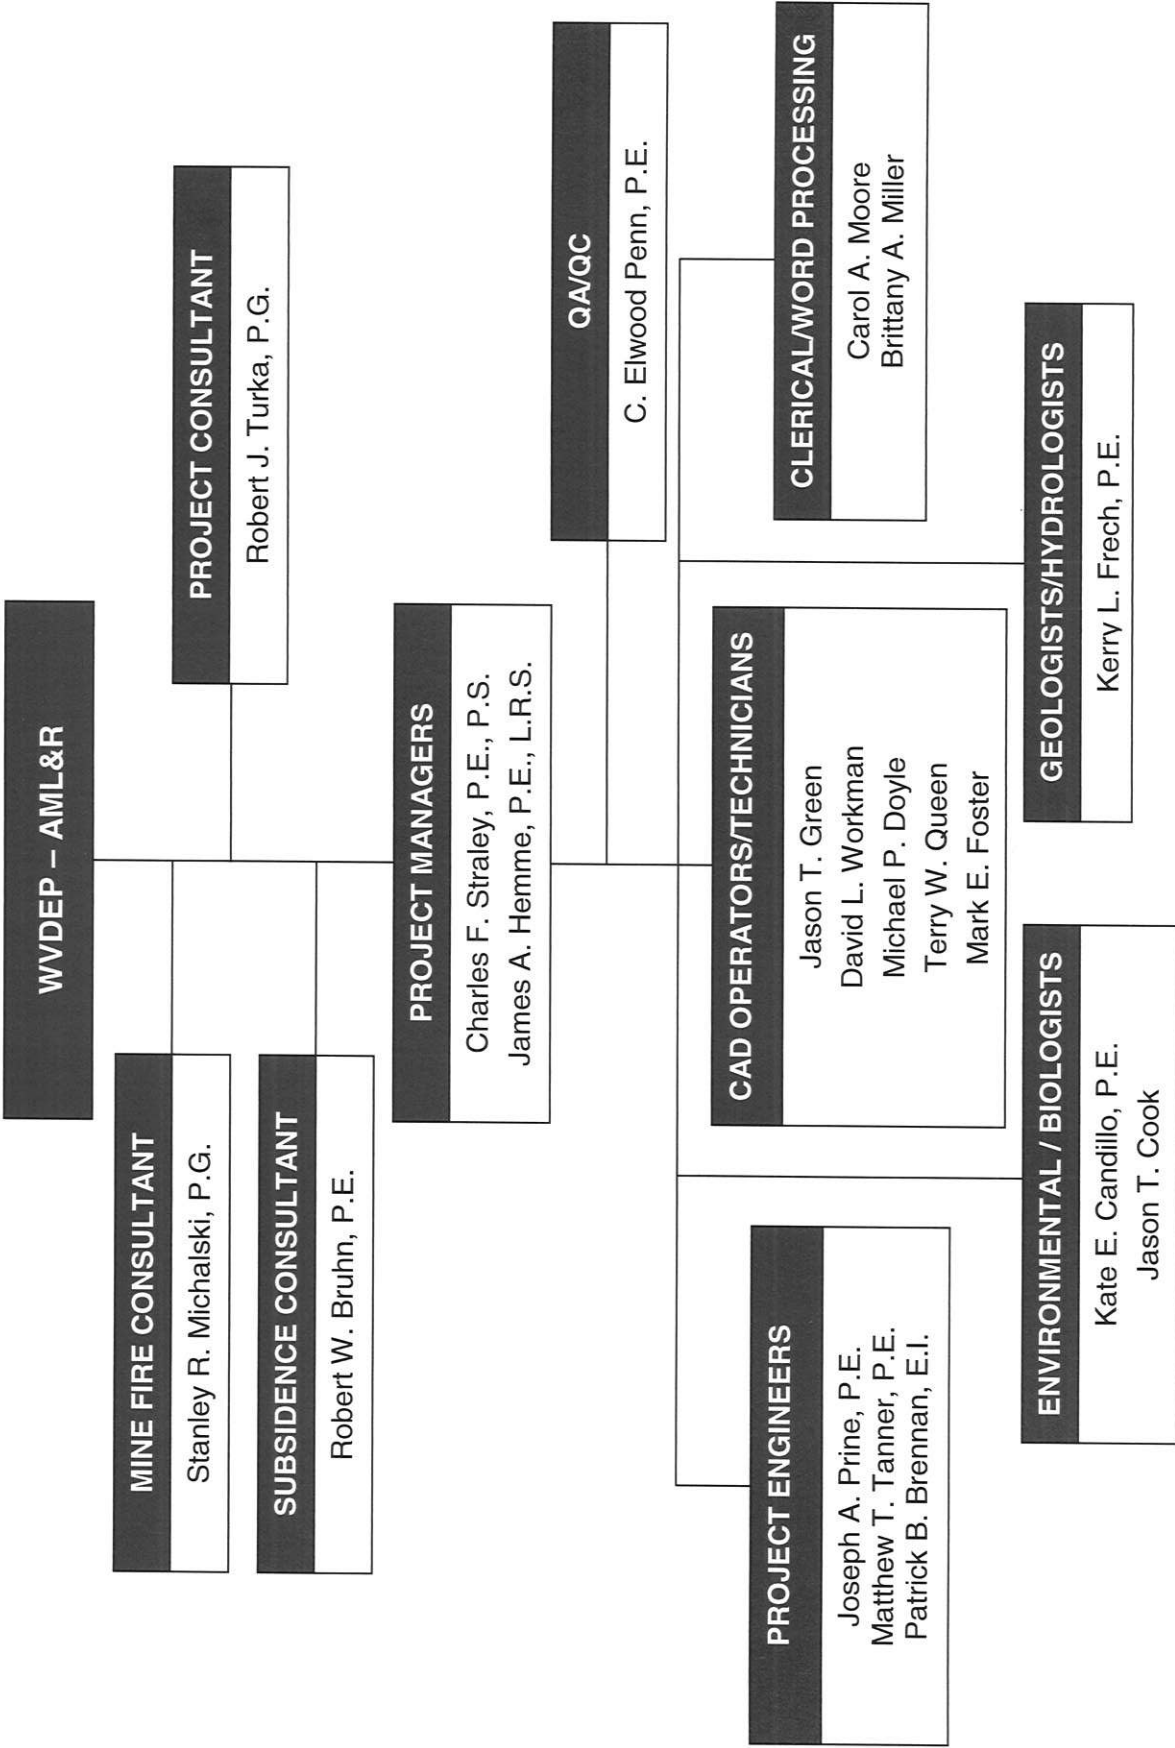 WVDEP – AML&R
MINE FIRE CONSULTANT
Stanley R. Michalski, P.G.
PROJECT CONSULTANT
Robert J. Turka, P.G.
SUBSIDENCE CONSULTANT
Robert W. Bruhn, P.E.
PROJECT MANAGERS
Charles F. Straley, P.E., P.S.
James A. Hemme, P.E., L.R.S.
QA/QC
C. Elwood Penn, P.E.
PROJECT ENGINEERS
Joseph A. Prine, P.E.
Matthew T. Tanner, P.E.
Patrick B. Brennan, E.I.
CAD OPERATORS/TECHNICIANS
Jason T. Green
David L. Workman
Michael P. Doyle
Terry W. Queen
Mark E. Foster
CLERICAL/WORD PROCESSING
Carol A. Moore
Brittany A. Miller
ENVIRONMENTAL / BIOLOGISTS
Kate E. Candillo, P.E.
Jason T. Cook
GEOLOGISTS/HYDROLOGISTS
Kerry L. Frech, P.E.